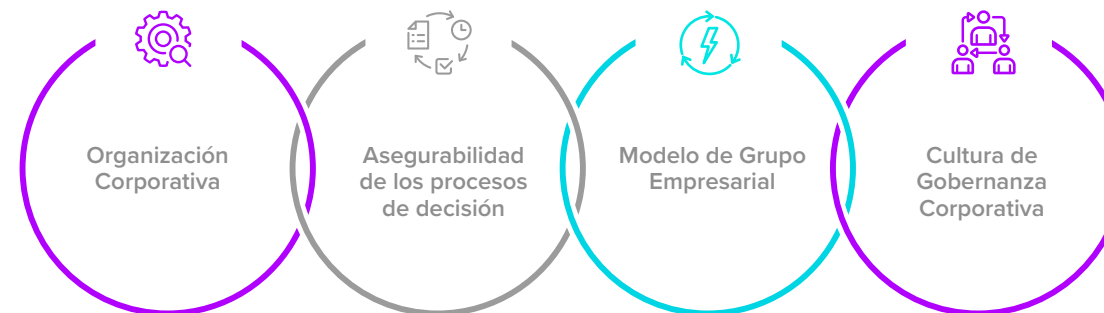 Organización
Corporativa
Asegurabilidad
de los procesos
de decisión
Modelo de Grupo
Empresarial
Cultura de
Gobernanza
Corporativa